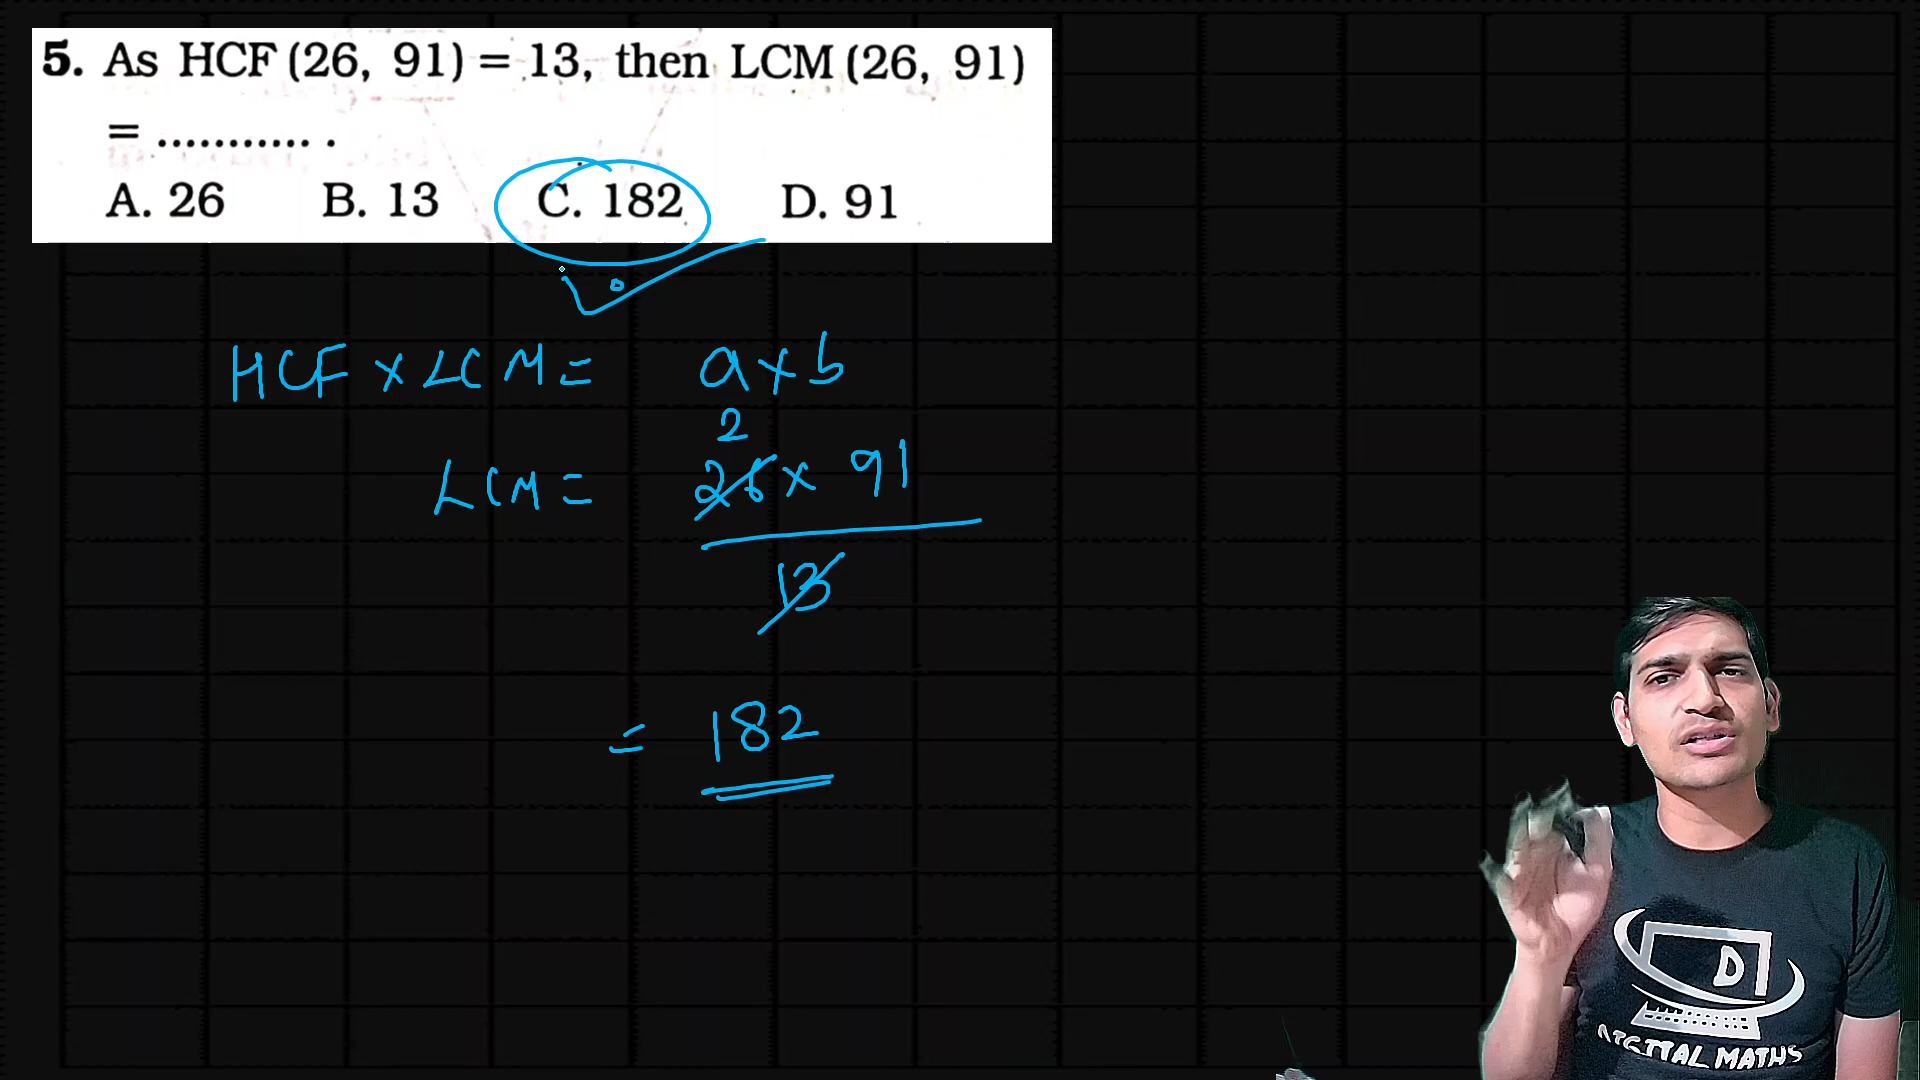 5. As HCF (26, 91) = 13, then LCM (26, 91)
= ........... .
A. 26 B. 13 C. 182 D. 91
HCF × LCM = a × b
2
LCM = 26 × 91
13
= 182
D
DIGITAL MATHS